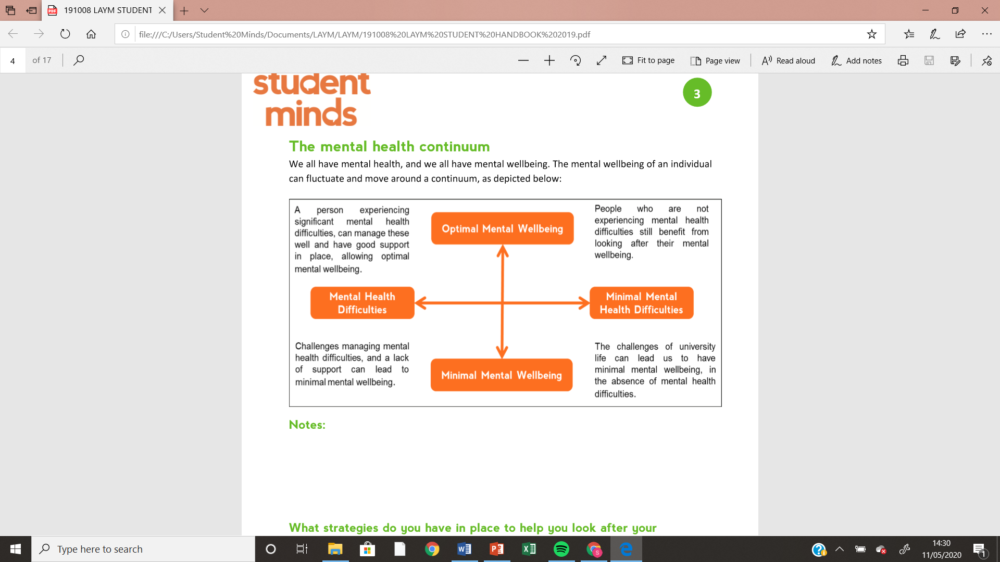 191008 LAYM STUDENT
file:///C:/Users/Student%20Minds/Documents/LAYM/LAYM/191008%20LAYM%20STUDENT%20HANDBOOK%202019.pdf
4 of 17
Fit to page
Page view
Read aloud
Add notes
student
minds
3
The mental health continuum
We all have mental health, and we all have mental wellbeing. The mental wellbeing of an individual
can fluctuate and move around a continuum, as depicted below:
A person experiencing
significant mental health
difficulties, can manage these
well and have good support
in place, allowing optimal
mental wellbeing.
Optimal Mental Wellbeing
People who are not
experiencing mental health
difficulties still benefit from
looking after their mental
wellbeing.
Mental Health
Difficulties
Minimal Mental
Health Difficulties
Challenges managing mental
health difficulties, and a lack
of support can lead to
minimal mental wellbeing.
Minimal Mental Wellbeing
The challenges of university
life can lead us to have
minimal mental wellbeing, in
the absence of mental health
difficulties.
Notes:
What strategies do you have in place to help you look after your
Type here to search
14:30
11/05/2020
1